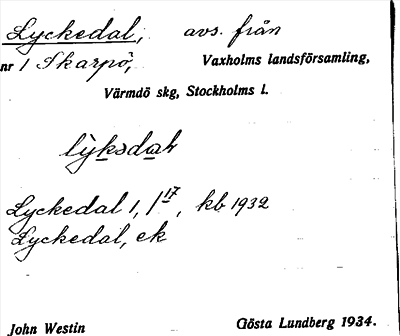 Lyckedal, avs. från
nr 1 Skarpö, Vaxholms landsförsamling,
Värmdö skg, Stockholms l.
Lyckedal 1, 1 17, kb 1932
Lyckedal, ek
John Westin Gösta Lundberg 1934.